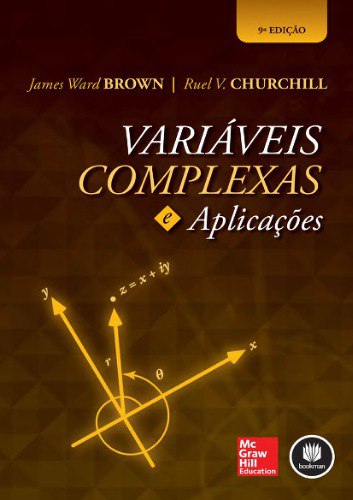 9ª EDIÇÃO
James Ward BROWN | Ruel V. CHURCHILL
VARIÁVEIS
COMPLEXAS
e Aplicações
y
z = x + iy
x
r
θ
Mc
Graw
Hill
Education
bookman